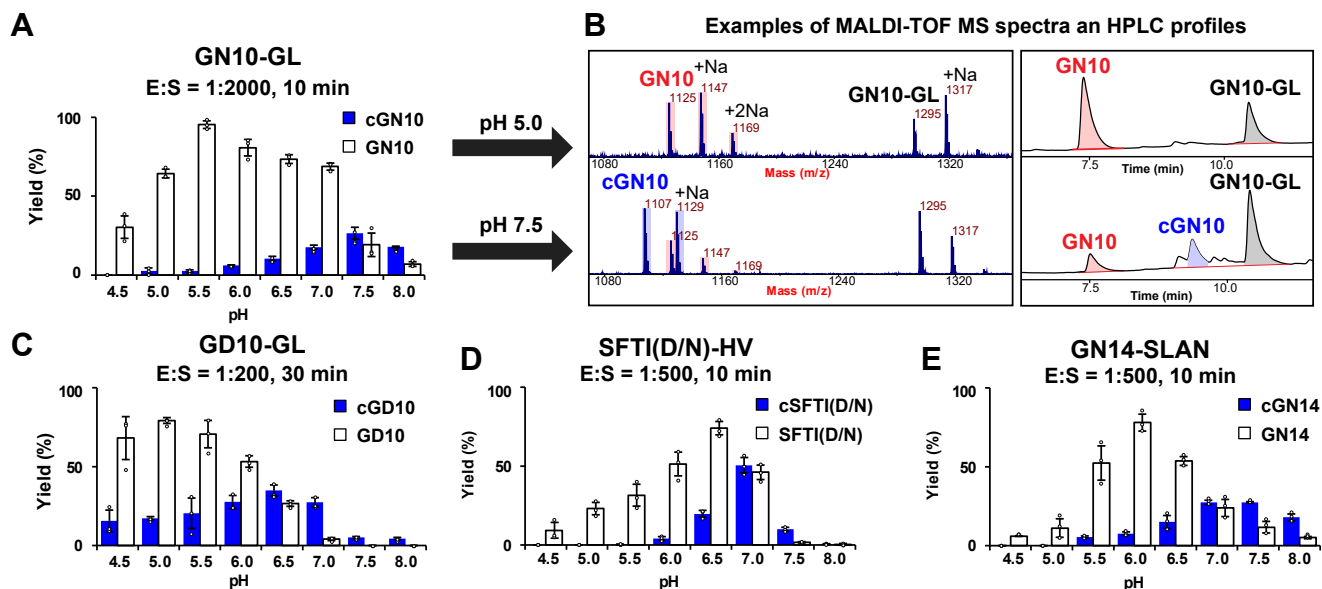 A
GN10-GL
E:S = 1:2000, 10 min
cGN10
GN10
Yield (%)
100
50
0
4.5 5.0 5.5 6.0 6.5 7.0 7.5 8.0
pH
pH 5.0
pH 7.5
B
Examples of MALDI-TOF MS spectra an HPLC profiles
GN10
1125
+Na
1147
+2Na
1169
GN10-GL
1295
+Na
1317
1080 1160 1240 1320
Mass (m/z)
cGN10
1107
+Na
1129
1125
1147
1169
1295
1317
1080 1160 1240 1320
Mass (m/z)
GN10
GN10-GL
7.5 10.0
Time (min)
GN10-GL
cGN10
GN10
7.5 10.0
Time (min)
C
GD10-GL
E:S = 1:200, 30 min
cGD10
GD10
Yield (%)
100
50
0
4.5 5.0 5.5 6.0 6.5 7.0 7.5 8.0
pH
D
SFTI(D/N)-HV
E:S = 1:500, 10 min
cSFTI(D/N)
SFTI(D/N)
Yield (%)
100
50
0
4.5 5.0 5.5 6.0 6.5 7.0 7.5 8.0
pH
E
GN14-SLAN
E:S = 1:500, 10 min
cGN14
GN14
Yield (%)
100
50
0
4.5 5.0 5.5 6.0 6.5 7.0 7.5 8.0
pH